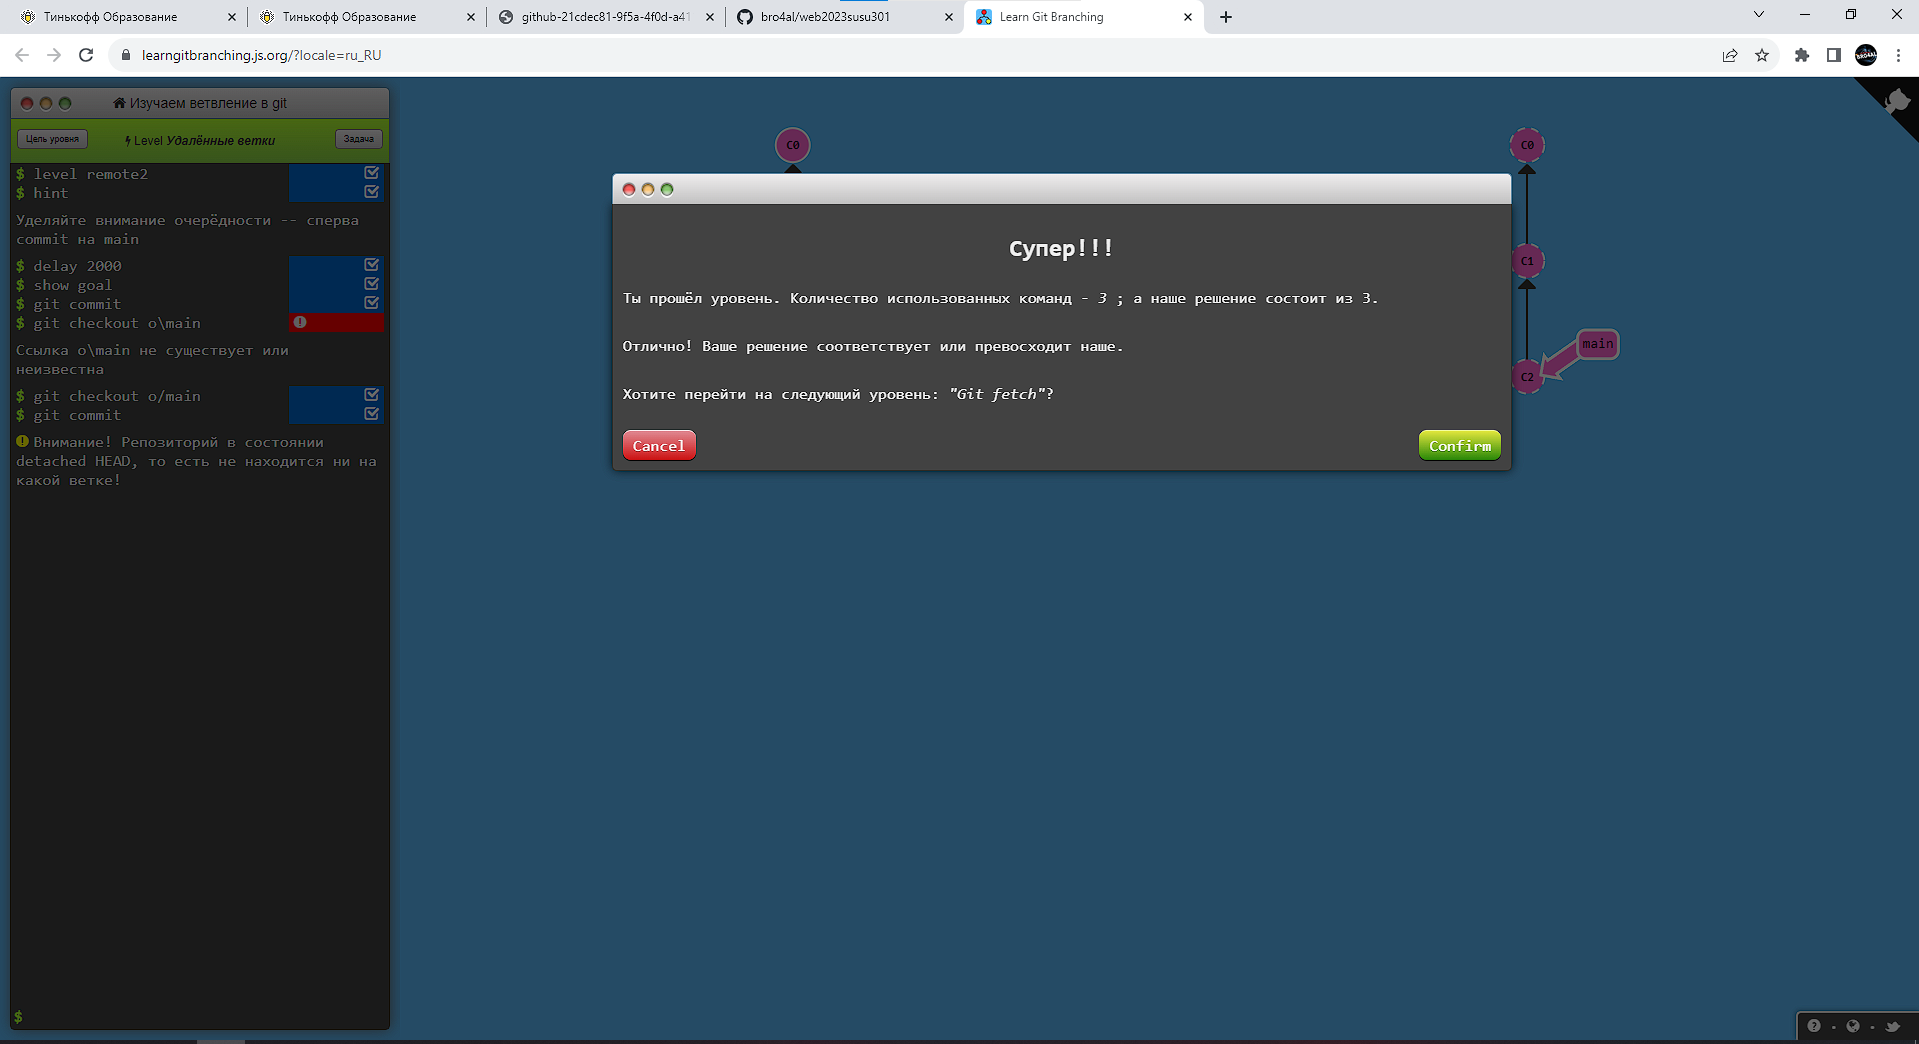 Тинькофф Образование
Тинькофф Образование
github-21cdec81-9f5a-4f0d-a41
bro4al/web2023susu301
Learn Git Branching
learngitbranching.js.org/?locale=ru_RU
Изучаем ветвление в git
Цель уровня
Level Удалённые ветки
Задача
$ level remote2
$ hint
Уделяйте внимание очерёдности -- сперва
commit на main
$ delay 2000
$ show goal
$ git commit
$ git checkout o\main
Ссылка o\main не существует или
неизвестна
$ git checkout o/main
$ git commit
Внимание! Репозиторий в состоянии
detached HEAD, то есть не находится ни на
какой ветке!
$
C0
Супер!!!
Ты прошёл уровень. Количество использованных команд - 3 ; а наше решение состоит из 3.
Отлично! Ваше решение соответствует или превосходит наше.
Хотите перейти на следующий уровень: "Git fetch"?
Cancel
Confirm
C0
C1
main
C2